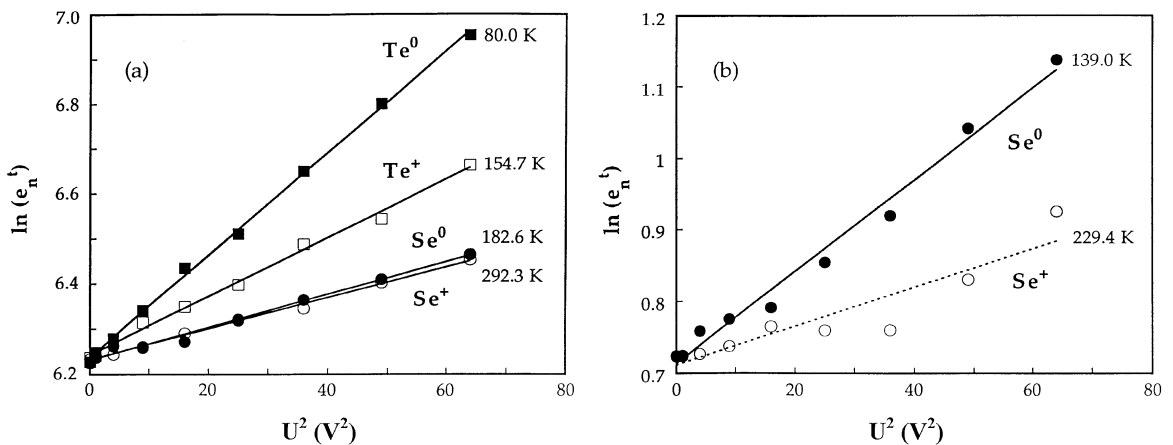 7.0
6.8
6.6
6.4
6.2
0
20
40
60
80
ln (eₙᵗ)
U² (V²)
(a)
Te⁰
80.0 K
Te⁺
154.7 K
Se⁰
182.6 K
Se⁺
292.3 K
1.2
1.1
1
0.9
0.8
0.7
0
20
40
60
80
ln (eₙᵗ)
U² (V²)
(b)
139.0 K
Se⁰
229.4 K
Se⁺